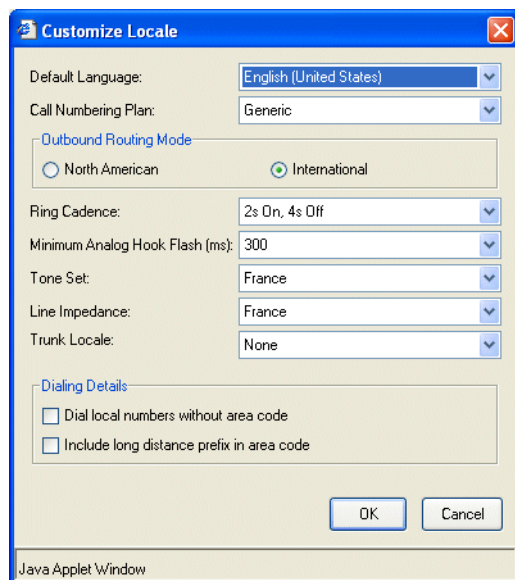 Customize Locale
Default Language: English (United States)
Call Numbering Plan: Generic
Outbound Routing Mode
North American International
Ring Cadence: 2s On, 4s Off
Minimum Analog Hook Flash (ms): 300
Tone Set: France
Line Impedance: France
Trunk Locale: None
Dialing Details
Dial local numbers without area code
Include long distance prefix in area code
OK Cancel
Java Applet Window